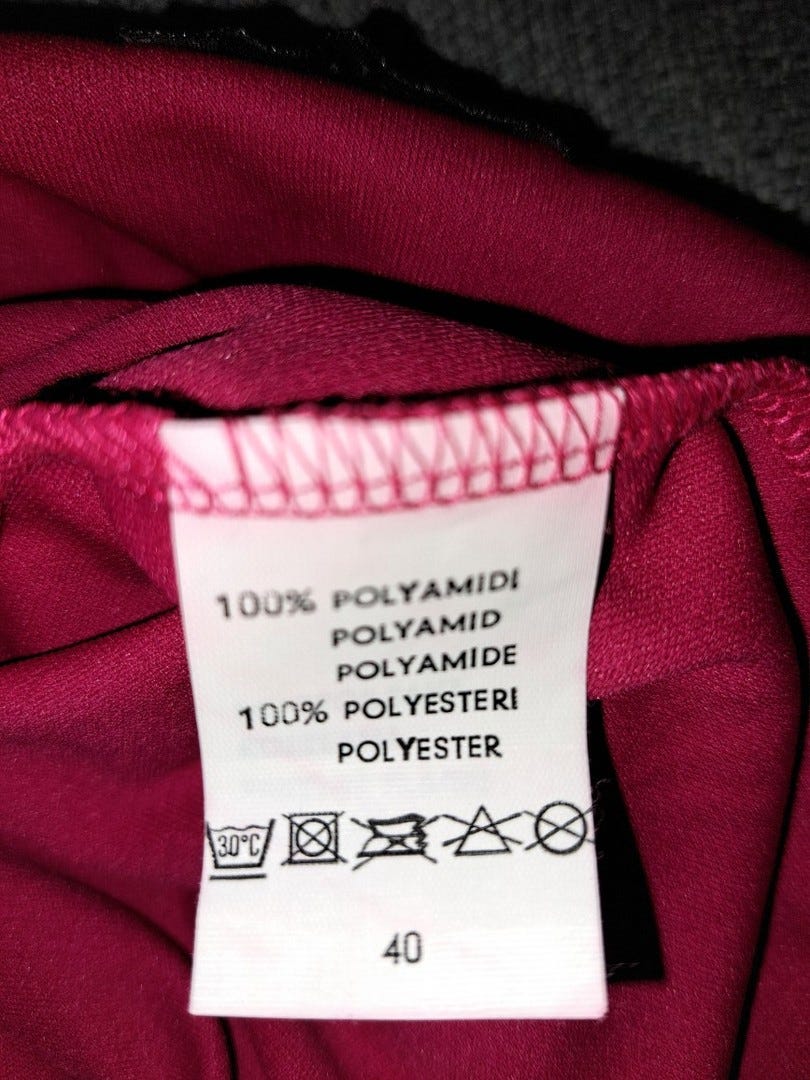 100% POLYAMIDI
POLYAMID
POLYAMIDE
100% POLYESTERI
POLYESTER
30°C
40